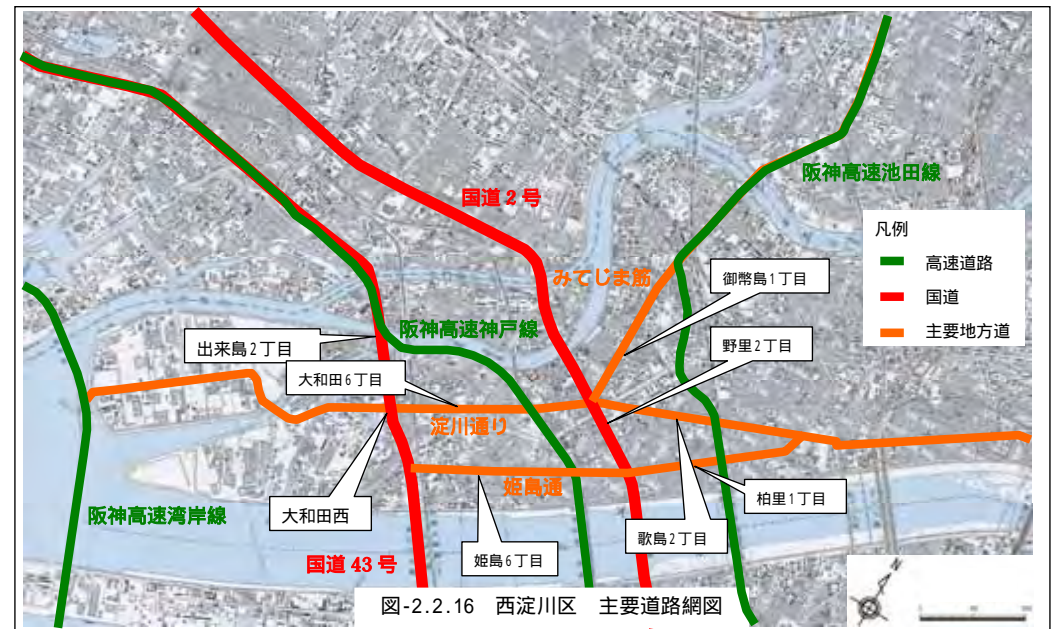 国道 2 号
阪神高速池田線
凡例
高速道路
国道
主要地方道
みてじま筋
御幣島1丁目
阪神高速神戸線
出来島2丁目
野里2丁目
大和田6丁目
淀川通り
姫島通
柏里1丁目
大和田西
阪神高速湾岸線
歌島2丁目
姫島6丁目
国道 43 号
図-2.2.16 西淀川区 主要道路網図